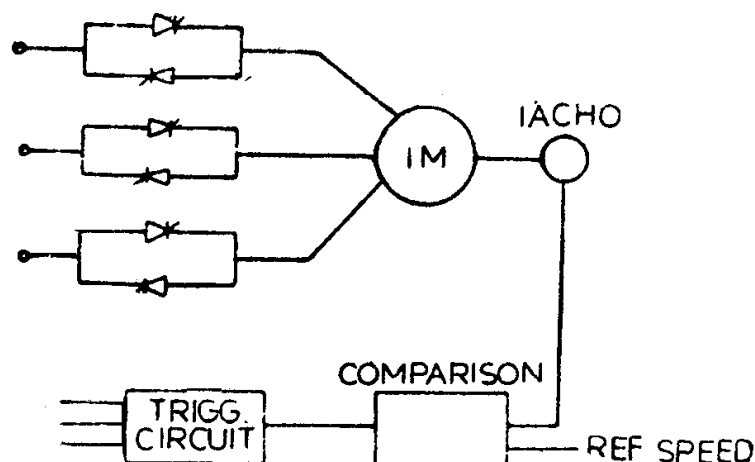 IACHO
IM
COMPARISON
TRIGG.
CIRCUIT
REF SPEED